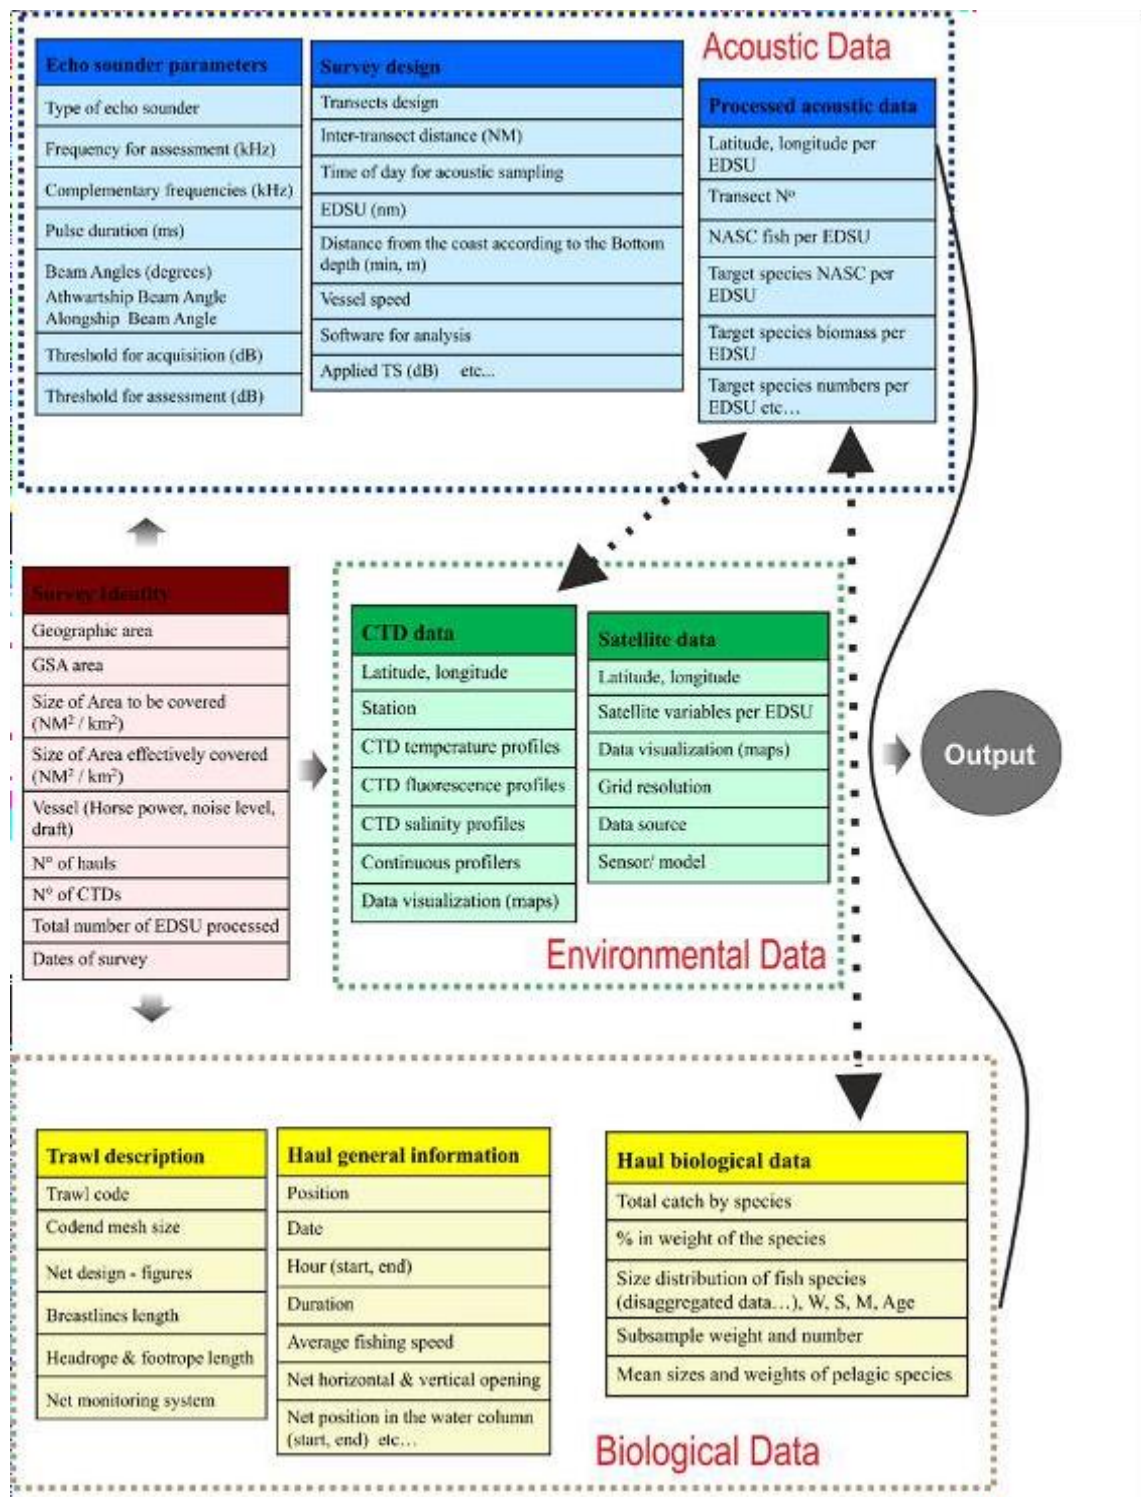 Acoustic Data
Echo sounder parameters
Type of echo sounder
Frequency for assessment (kHz)
Complementary frequencies (kHz)
Pulse duration (ms)
Beam Angles (degrees)
Athwartship Beam Angle
Alongship Beam Angle
Threshold for acquisition (dB)
Threshold for assessment (dB)
Survey design
Transects design
Inter-transect distance (NM)
Time of day for acoustic sampling
EDSU (nm)
Distance from the coast according to the Bottom
depth (min, m)
Vessel speed
Software for analysis
Applied TS (dB) etc...
Processed acoustic data
Latitude, longitude per
EDSU
Transect Nº
NASC fish per EDSU
Target species NASC per
EDSU
Target species biomass per
EDSU
Target species numbers per
EDSU etc…
Survey Identity
Geographic area
GSA area
Size of Area to be covered
(NM² / km²)
Size of Area effectively covered
(NM² / km²)
Vessel (Horse power, noise level,
draft)
Nº of hauls
Nº of CTDs
Total number of EDSU processed
Dates of survey
CTD data
Latitude, longitude
Station
CTD temperature profiles
CTD fluorescence profiles
CTD salinity profiles
Continuous profilers
Data visualization (maps)
Satellite data
Latitude, longitude
Satellite variables per EDSU
Data visualization (maps)
Grid resolution
Data source
Sensor/ model
Environmental Data
Output
Trawl description
Trawl code
Codend mesh size
Net design - figures
Breastlines length
Headrope & footrope length
Net monitoring system
Haul general information
Position
Date
Hour (start, end)
Duration
Average fishing speed
Net horizontal & vertical opening
Net position in the water column
(start, end) etc…
Haul biological data
Total catch by species
% in weight of the species
Size distribution of fish species
(disaggregated data…), W, S, M, Age
Subsample weight and number
Mean sizes and weights of pelagic species
Biological Data